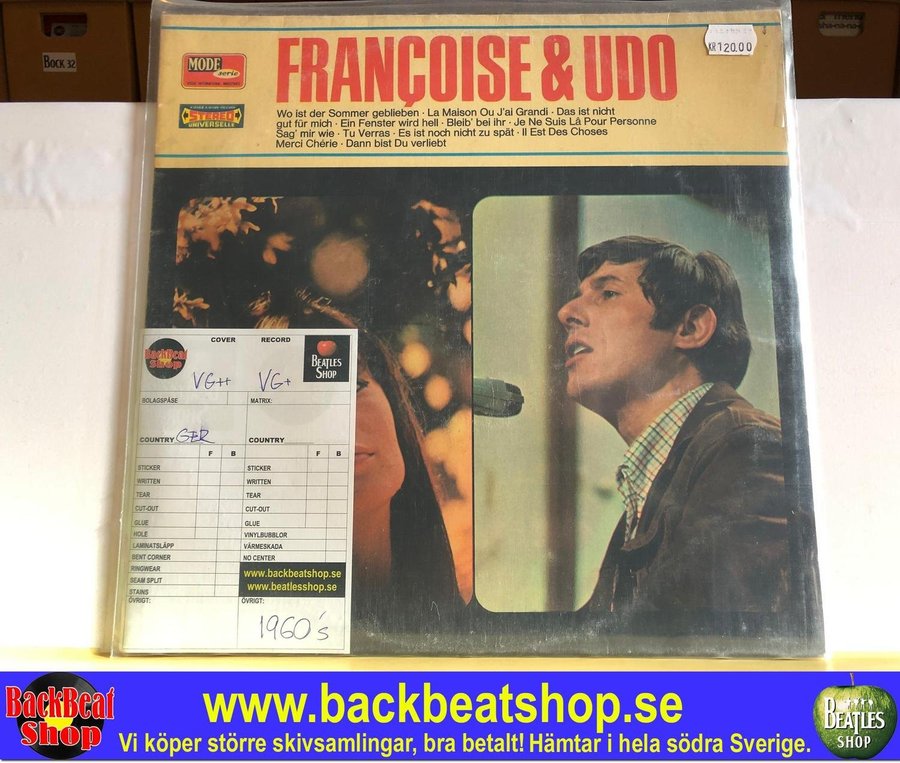 BOCK 32
FRANÇOISE & UDO
KR120.00
MODE
serie
STEREO
UNIVERSELLE
Wo ist der Sommer geblieben · La Maison Ou J'ai Grandi · Das ist nicht
gut für mich · Ein Fenster wird hell · Bleib' bei ihr · Je Ne Suis Lâ Pour Personne
Sag' mir wie · Tu Verras · Es ist noch nicht zu spät · Il Est Des Choses
Merci Chérie · Dann bist Du verliebt
COVER RECORD
BackBeat
Shop
BEATLES
SHOP
VG++ VG+
BOLAGSPÅSE MATRIX:
COUNTRY GER COUNTRY
F B F B
STICKER STICKER
WRITTEN WRITTEN
TEAR TEAR
CUT-OUT CUT-OUT
GLUE GLUE
HOLE VINYLBUBBLOR
LAMINATSLÄPP VÄRMESKADA
BENT CORNER NO CENTER
RINGWEAR
SEAM SPLIT
STAINS
www.backbeatshop.se
www.beatlesshop.se
ÖVRIGT: ÖVRIGT:
1960's
BackBeat
Shop
www.backbeatshop.se
Vi köper större skivsamlingar, bra betalt! Hämtar i hela södra Sverige.
BEATLES
SHOP